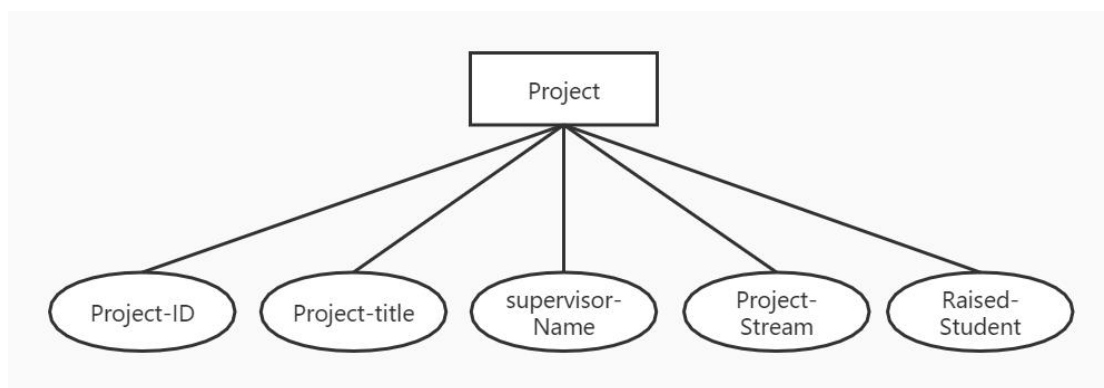 Project
Project-ID
Project-title
supervisor-
Name
Project-
Stream
Raised-
Student